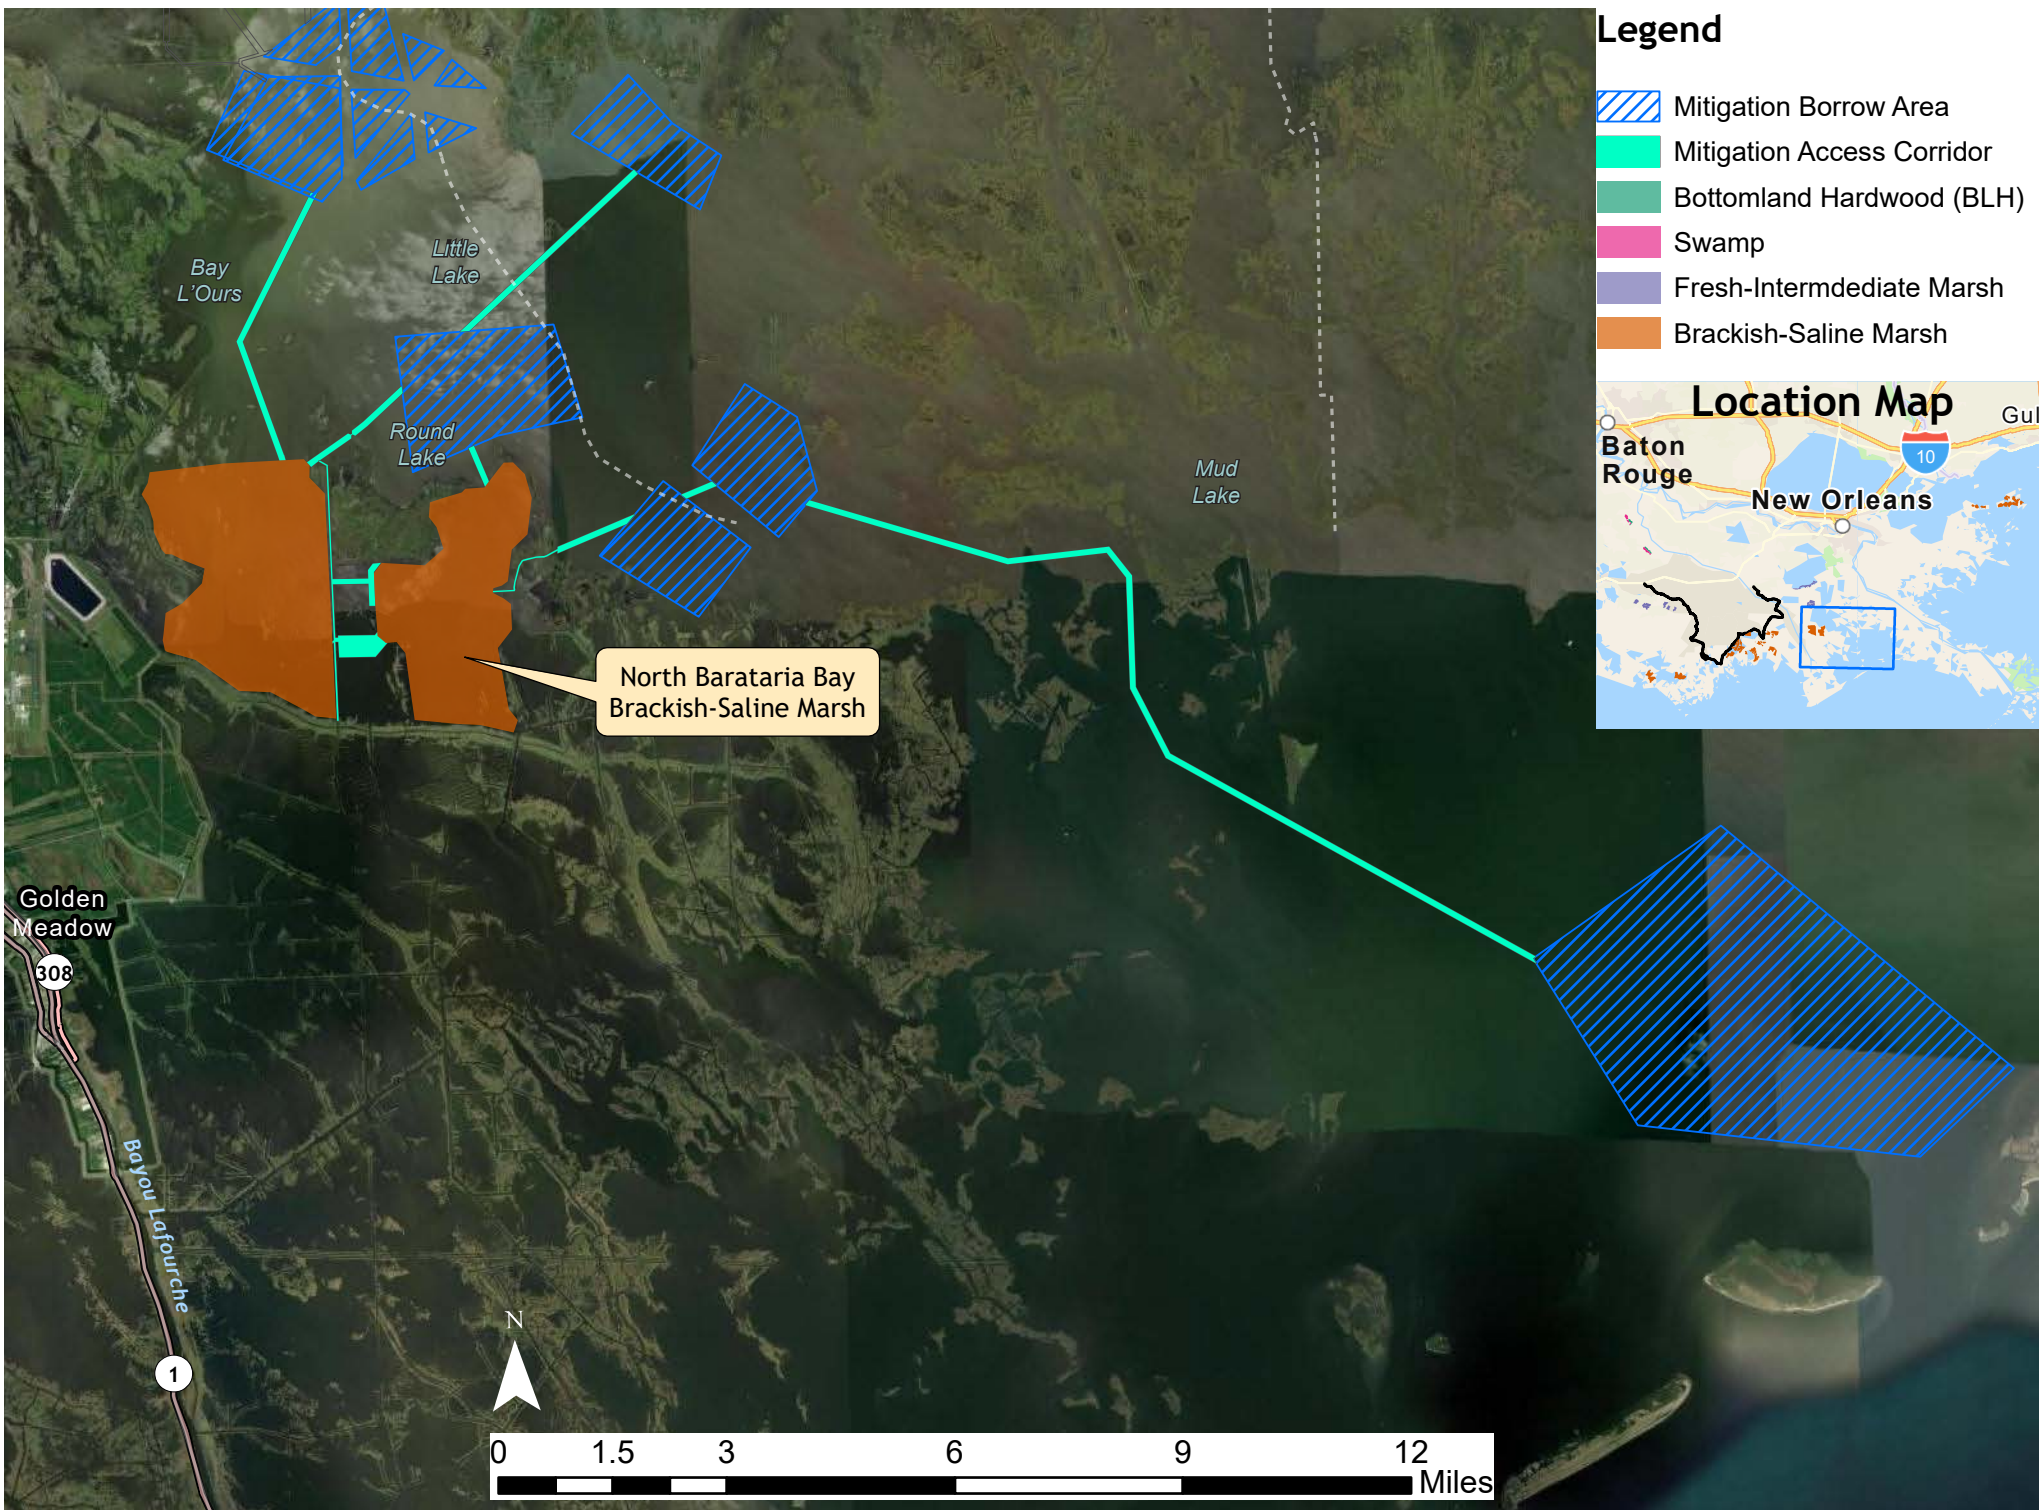 Legend
Mitigation Borrow Area
Mitigation Access Corridor
Bottomland Hardwood (BLH)
Swamp
Fresh-Intermdediate Marsh
Brackish-Saline Marsh
Location Map
Gul
Baton
Rouge
10
New Orleans
Bay
L'Ours
Little
Lake
Round
Lake
Mud
Lake
North Barataria Bay
Brackish-Saline Marsh
Golden
Meadow
308
Bayou Lafourche
1
N
0 1.5 3 6 9 12
Miles